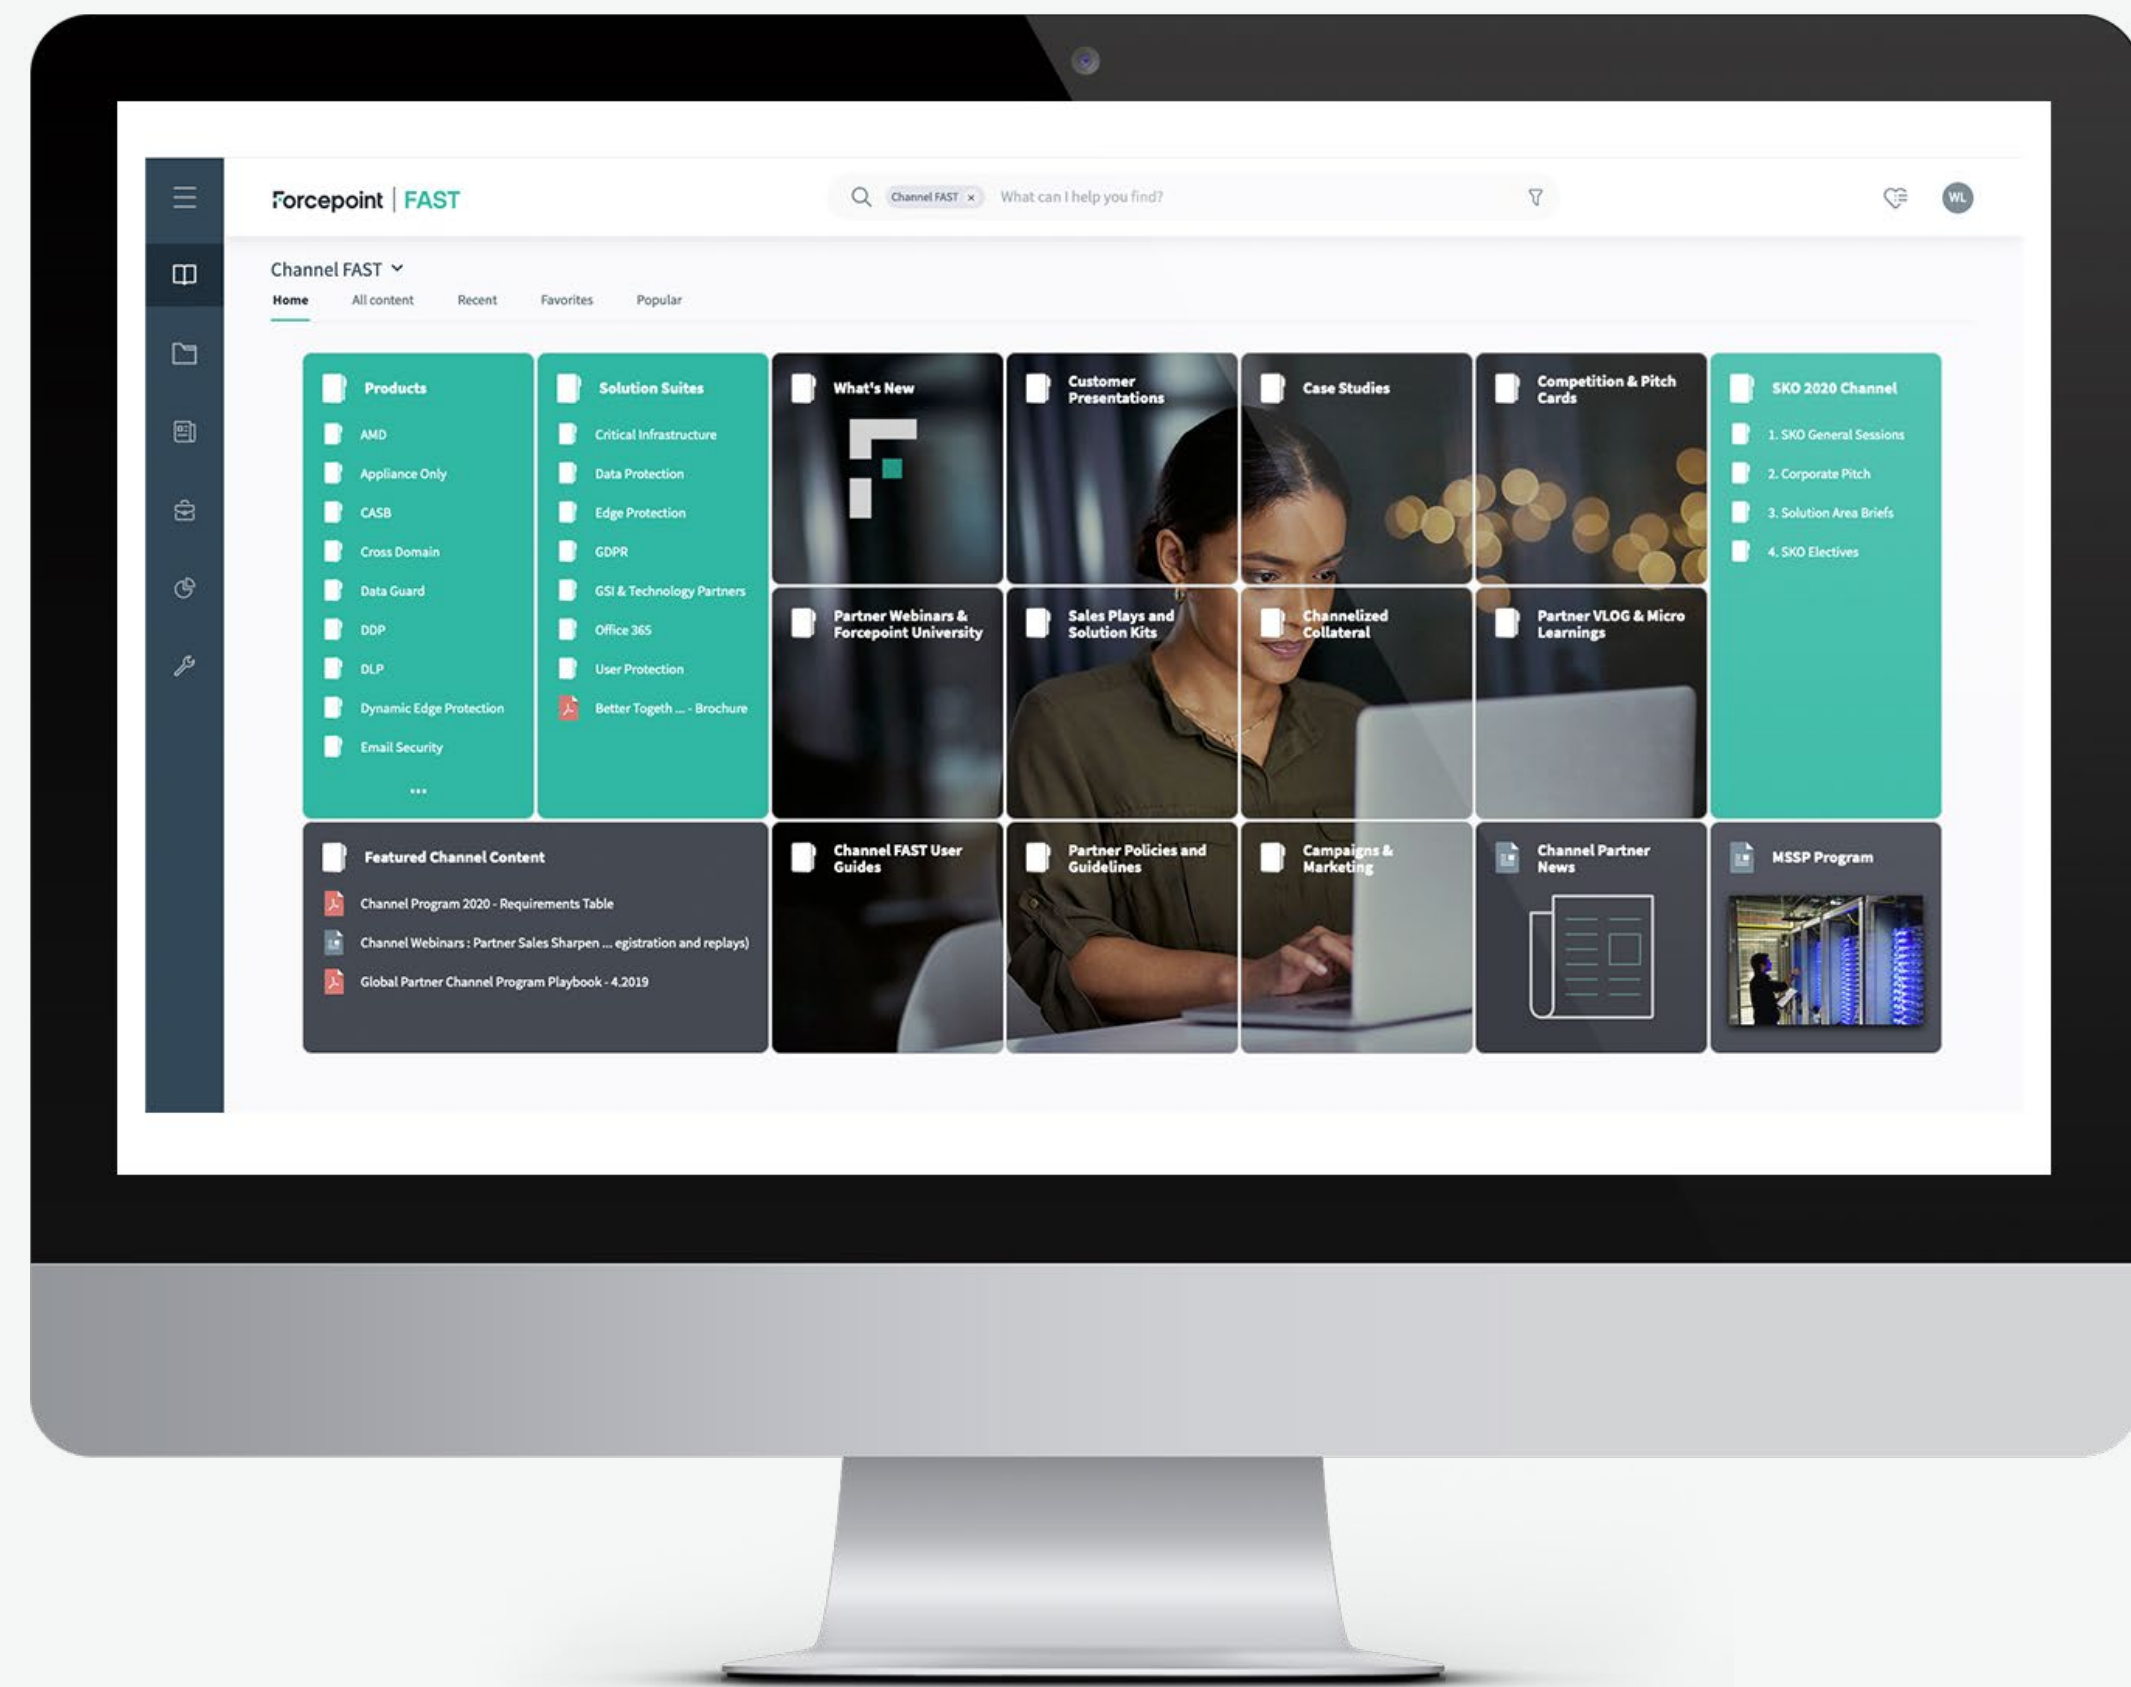 Forcepoint | FAST
Channel FAST × What can I help you find?
WL
Channel FAST
Home All content Recent Favorites Popular
Products
AMD
Appliance Only
CASB
Cross Domain
Data Guard
DDP
DLP
Dynamic Edge Protection
Email Security
...
Solution Suites
Critical Infrastructure
Data Protection
Edge Protection
GDPR
GSI & Technology Partners
Office 365
User Protection
Better Togeth ... - Brochure
What's New
Customer
Presentations
Case Studies
Competition & Pitch
Cards
SKO 2020 Channel
1. SKO General Sessions
2. Corporate Pitch
3. Solution Area Briefs
4. SKO Electives
Partner Webinars &
Forcepoint University
Sales Plays and
Solution Kits
Channelized
Collateral
Partner VLOG & Micro
Learnings
Featured Channel Content
Channel Program 2020 - Requirements Table
Channel Webinars : Partner Sales Sharpen ... egistration and replays)
Global Partner Channel Program Playbook - 4.2019
Channel FAST User
Guides
Partner Policies and
Guidelines
Campaigns &
Marketing
Channel Partner
News
MSSP Program